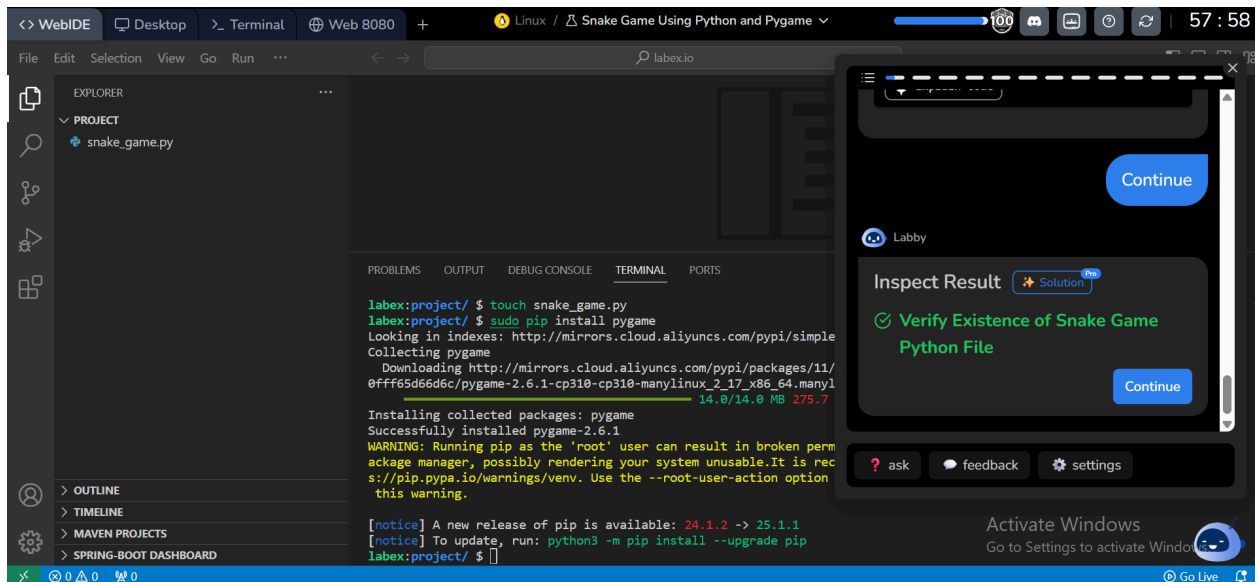 <> WebIDE Desktop >_ Terminal Web 8080 + Linux / Snake Game Using Python and Pygame 100 57 : 58
File Edit Selection View Go Run ··· labex.io
EXPLORER ···
PROJECT
snake_game.py
OUTLINE
TIMELINE
MAVEN PROJECTS
SPRING-BOOT DASHBOARD
PROBLEMS OUTPUT DEBUG CONSOLE TERMINAL PORTS
labex:project/ $ touch snake_game.py
labex:project/ $ sudo pip install pygame
Looking in indexes: http://mirrors.cloud.aliyuncs.com/pypi/simple
Collecting pygame
Downloading http://mirrors.cloud.aliyuncs.com/pypi/packages/11/
0fff65d66d6c/pygame-2.6.1-cp310-cp310-manylinux_2_17_x86_64.manyl
14.0/14.0 MB 275.7
Installing collected packages: pygame
Successfully installed pygame-2.6.1
WARNING: Running pip as the 'root' user can result in broken perm
ackage manager, possibly rendering your system unusable.It is rec
s://pip.pypa.io/warnings/venv. Use the --root-user-action option
this warning.
[notice] A new release of pip is available: 24.1.2 -> 25.1.1
[notice] To update, run: python3 -m pip install --upgrade pip
labex:project/ $
Continue
Labby
Inspect Result Solution Pro
Verify Existence of Snake Game
Python File
Continue
? ask feedback settings
Activate Windows
Go to Settings to activate Windows
0 0 0 Go Live